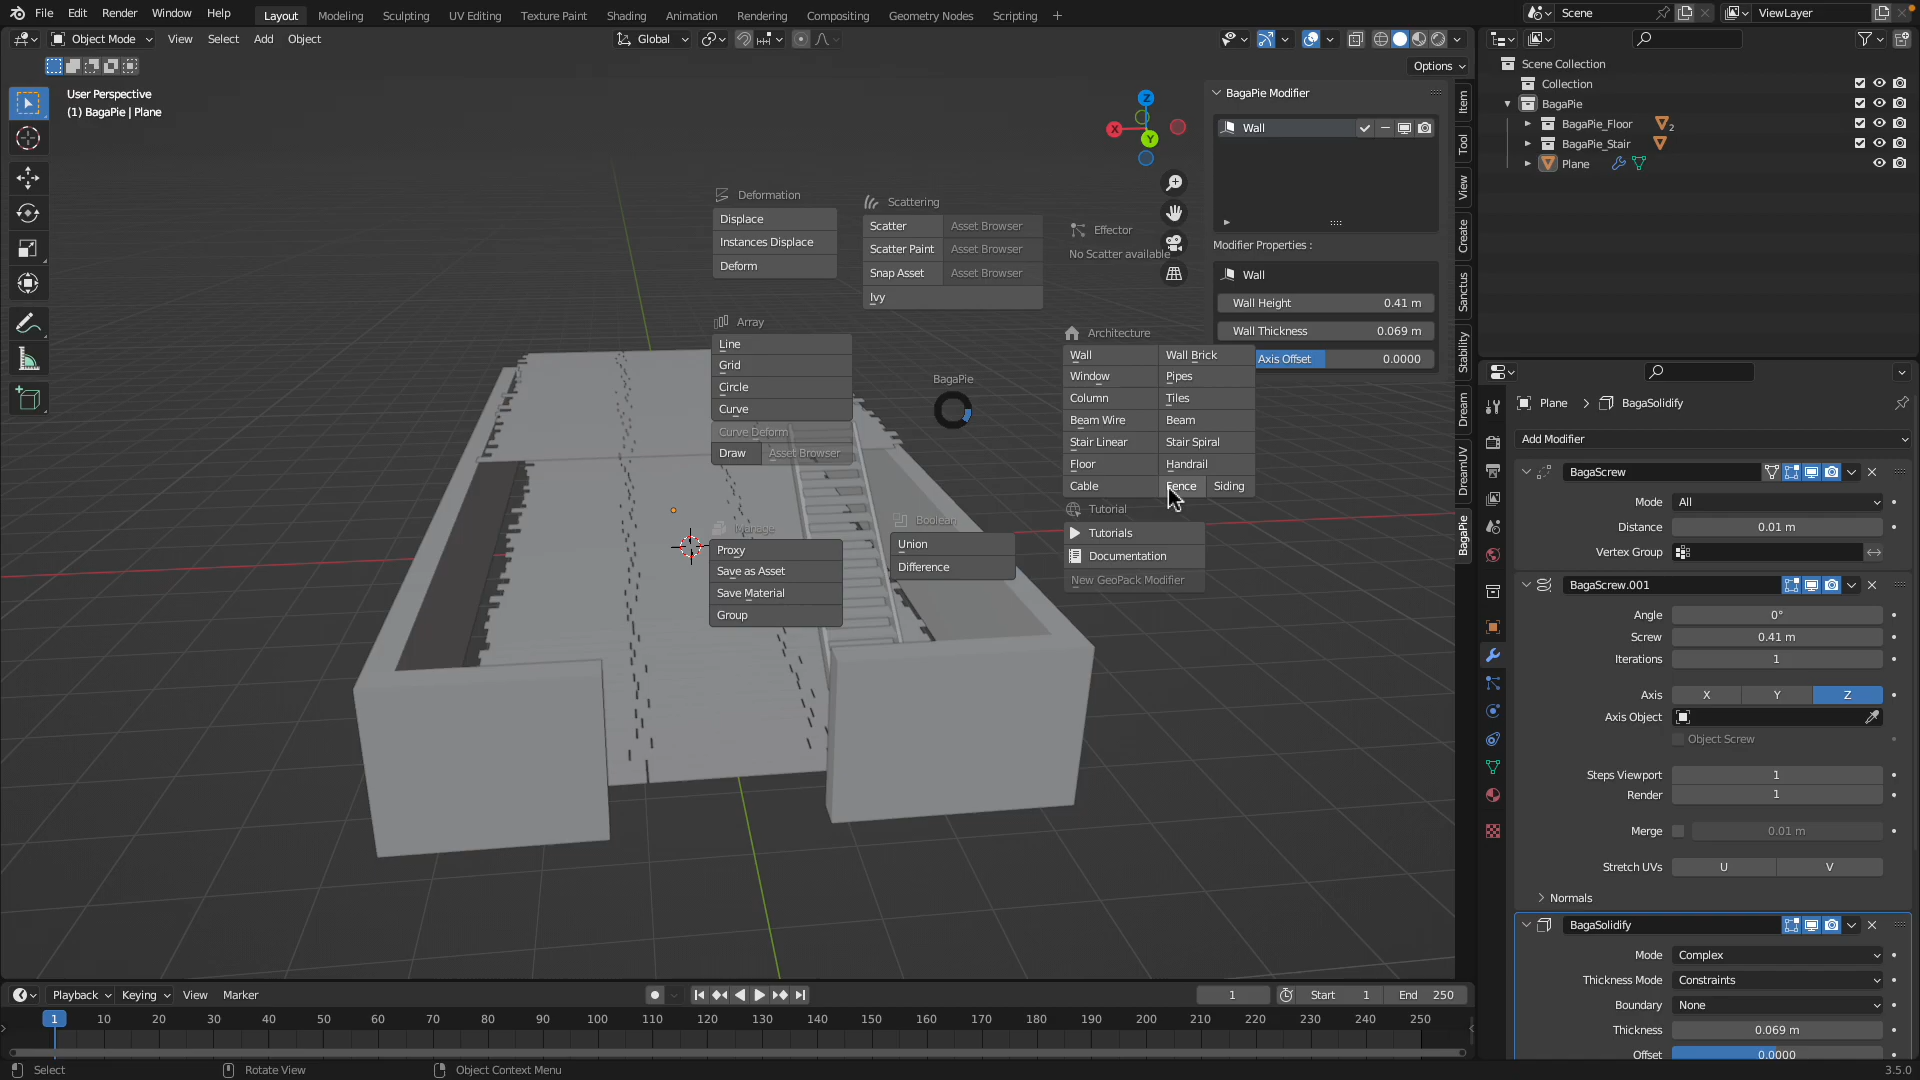 File Edit Render Window Help Layout Modeling Sculpting UV Editing Texture Paint Shading Animation Rendering Compositing Geometry Nodes Scripting + Scene ViewLayer
Object Mode View Select Add Object Global
Options
User Perspective
(1) BagaPie | Plane
Z
X
Y
Deformation
Displace
Instances Displace
Deform
Scattering
Scatter Asset Browser
Scatter Paint Asset Browser
Snap Asset Asset Browser
Ivy
Effector
No Scatter available
Array
Line
Grid
Circle
Curve
Curve Deform
Draw Asset Browser
BagaPie
Architecture
Wall Wall Brick
Window Pipes
Column Tiles
Beam Wire Beam
Stair Linear Stair Spiral
Floor Handrail
Cable Fence Siding
Tutorial
Tutorials
Documentation
New GeoPack Modifier
Manage
Proxy
Save as Asset
Save Material
Group
Boolean
Union
Difference
BagaPie Modifier
Wall
Modifier Properties :
Wall
Wall Height 0.41 m
Wall Thickness 0.069 m
Axis Offset 0.0000
Item
Tool
View
Create
Sanctus
Stability
Dream
DreamUV
BagaPie
Scene Collection
Collection
BagaPie
BagaPie_Floor 2
BagaPie_Stair
Plane
Plane > BagaSolidify
Add Modifier
BagaScrew
Mode All
Distance 0.01 m
Vertex Group
BagaScrew.001
Angle 0°
Screw 0.41 m
Iterations 1
Axis X Y Z
Axis Object
Object Screw
Steps Viewport 1
Render 1
Merge 0.01 m
Stretch UVs U V
Normals
BagaSolidify
Mode Complex
Thickness Mode Constraints
Boundary None
Thickness 0.069 m
Offset 0.0000
Playback Keying View Marker 1 Start 1 End 250
1 10 20 30 40 50 60 70 80 90 100 110 120 130 140 150 160 170 180 190 200 210 220 230 240 250
Select Rotate View Object Context Menu 3.5.0